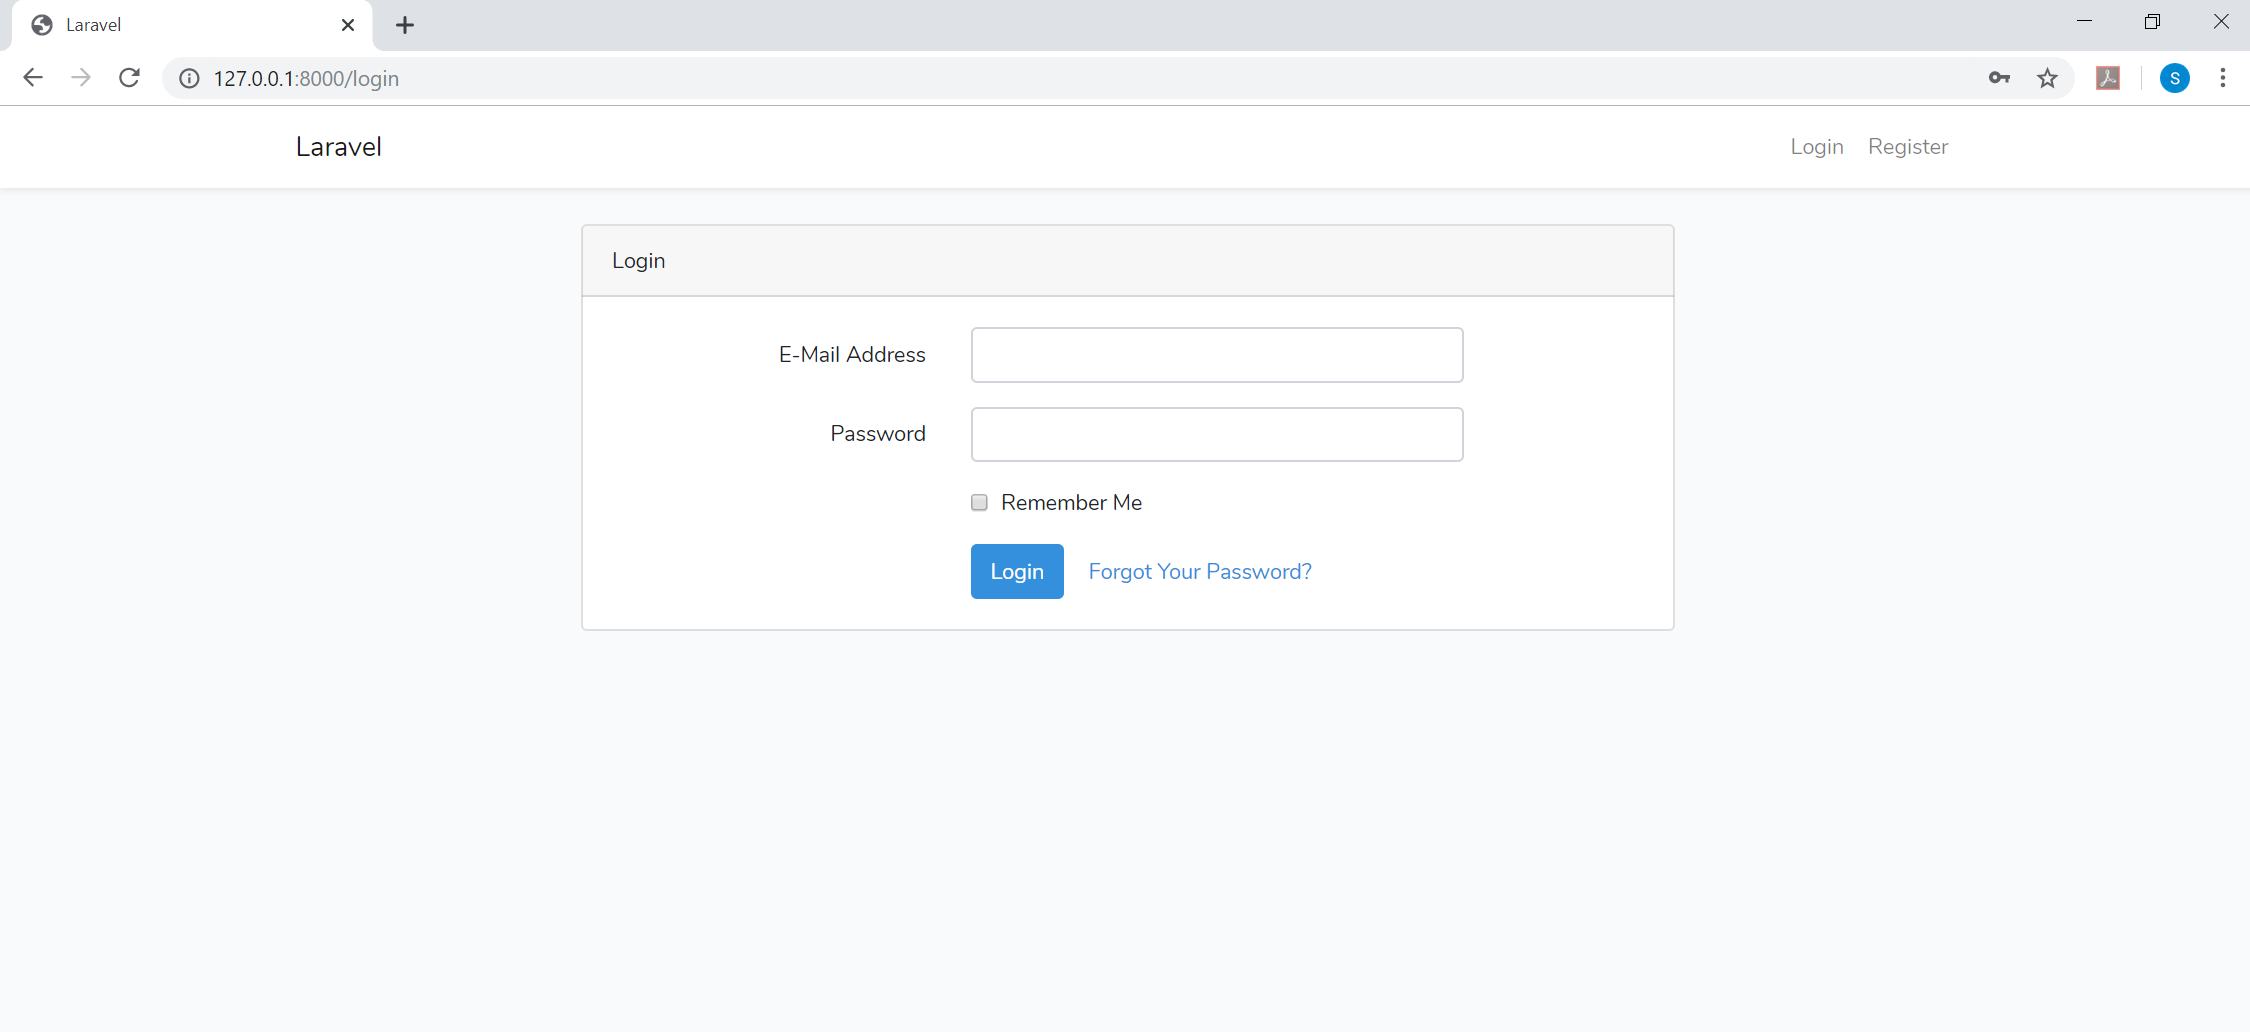 Laravel
127.0.0.1:8000/login
S
Laravel
Login Register
Login
E-Mail Address
Password
Remember Me
Login Forgot Your Password?